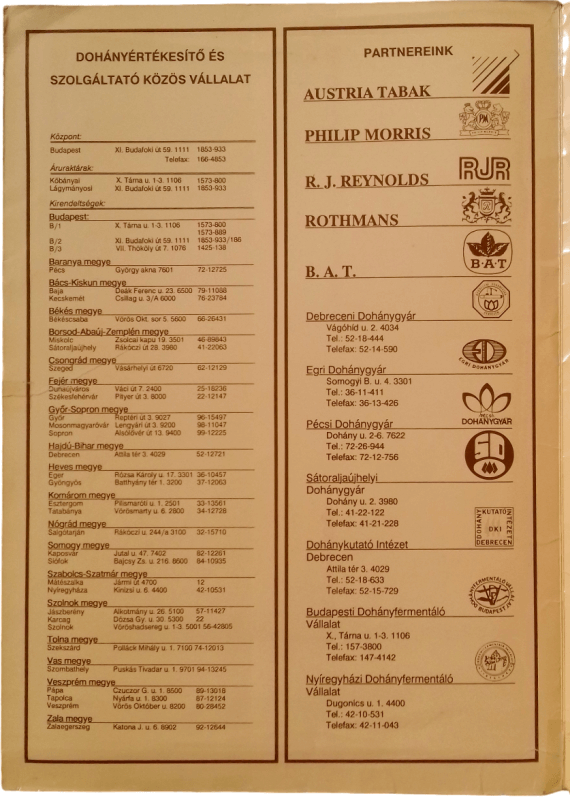 DOHÁNYÉRTÉKESÍTŐ ÉS
SZOLGÁLTATÓ KÖZÖS VÁLLALAT
Központ:
Budapest XI. Budafoki út 59. 1111 1853-933
Telefax: 166-4853
Áruraktárak:
Kőbányai X. Tárna u. 1-3. 1106 1573-800
Lágymányosi XI. Budafoki út 59. 1111 1853-933
Kirendeltségek:
Budapest:
B/1 X. Tárna u. 1-3. 1106 1573-800
1573-889
B/2 XI. Budafoki út 59. 1111 1853-933/186
B/3 VII. Thököly út 7. 1076 1425-138
Baranya megye
Pécs György akna 7601 72-12725
Bács-Kiskun megye
Baja Deák Ferenc u. 23. 6500 79-11088
Kecskemét Csillag u. 3/A 6000 76-23784
Békés megye
Békéscsaba Vörös Okt. sor 5. 5600 66-26431
Borsod-Abaúj-Zemplén megye
Miskolc Zsolcai kapu 19. 3501 46-89843
Sátoraljaújhely Rákóczi út 28. 3980 41-22063
Csongrád megye
Szeged Vásárhelyi út 6720 62-12129
Fejér megye
Dunaújváros Váci út 7. 2400 25-16236
Székesfehérvár Pályer út 3. 8000 22-12147
Győr-Sopron megye
Győr Reptéri út 3. 9027 96-15497
Mosonmagyaróvár Lengyári út 3. 9200 98-11047
Sopron Alsólővér út 13. 9400 99-12225
Hajdú-Bihar megye
Debrecen Attila tér 3. 4029 52-12721
Heves megye
Eger Rózsa Károly u. 17. 3301 36-10457
Gyöngyös Batthyány tér 1. 3200 37-12068
Komárom megye
Esztergom Pilismaróti u. 1. 2501 33-13561
Tatabánya Vörösmarty u. 6. 2800 34-12728
Nógrád megye
Salgótarján Rákóczi u. 244/a 3100 32-15710
Somogy megye
Kaposvár Jutai u. 47. 7402 82-12261
Siófok Bajcsy Zs. u. 216. 8600 84-10935
Szabolcs-Szatmár megye
Mátészalka Jármi út 4700 12
Nyíregyháza Kinizsi u. 6. 4400 42-10531
Szolnok megye
Jászberény Alkotmány u. 26. 5100 57-11427
Karcag Dózsa Gy. u. 30. 5300 22
Szolnok Vöröshadsereg u. 1-3. 5001 56-42805
Tolna megye
Szekszárd Pollack Mihály u. 1. 7100 74-12013
Vas megye
Szombathely Puskás Tivadar u. 1. 9701 94-13245
Veszprém megye
Pápa Czuczor G. u. 1. 8500 89-13018
Tapolca Nyárfa u. 1. 8300 87-12124
Veszprém Vörös Október u. 8200 80-28452
Zala megye
Zalaegerszeg Katona J. u. 6. 8902 92-12644
PARTNEREINK
AUSTRIA TABAK
PHILIP MORRIS
PM
R. J. REYNOLDS
RJR
ROTHMANS
B. A. T.
B·A·T
Debreceni Dohánygyár
Vágóhíd u. 2. 4034
Tel.: 52-18-444
Telefax: 52-14-590
EGRI DOHÁNYGYÁR
Egri Dohánygyár
Somogyi B. u. 4. 3301
Tel.: 36-11-411
Telefax: 36-13-426
PÉCSI
DOHÁNYGYÁR
Pécsi Dohánygyár
Dohány u. 2-6. 7622
Tel.: 72-26-944
Telefax: 72-12-756
SD
Sátoraljaújhelyi
Dohánygyár
Dohány u. 2. 3980
Tel.: 41-22-122
Telefax: 41-21-228
DOHÁNY KUTATÓ INTÉZET DEBRECEN
DKI
Dohánykutató Intézet
Debrecen
Attila tér 3. 4029
Tel.: 52-18-633
Telefax: 52-15-729
Budapesti Dohányfermentáló
Vállalat
X., Tárna u. 1-3. 1106
Tel.: 157-3800
Telefax: 147-4142
Nyíregyházi Dohányfermentáló
Vállalat
Dugonics u. 1. 4400
Tel.: 42-10-531
Telefax: 42-11-043